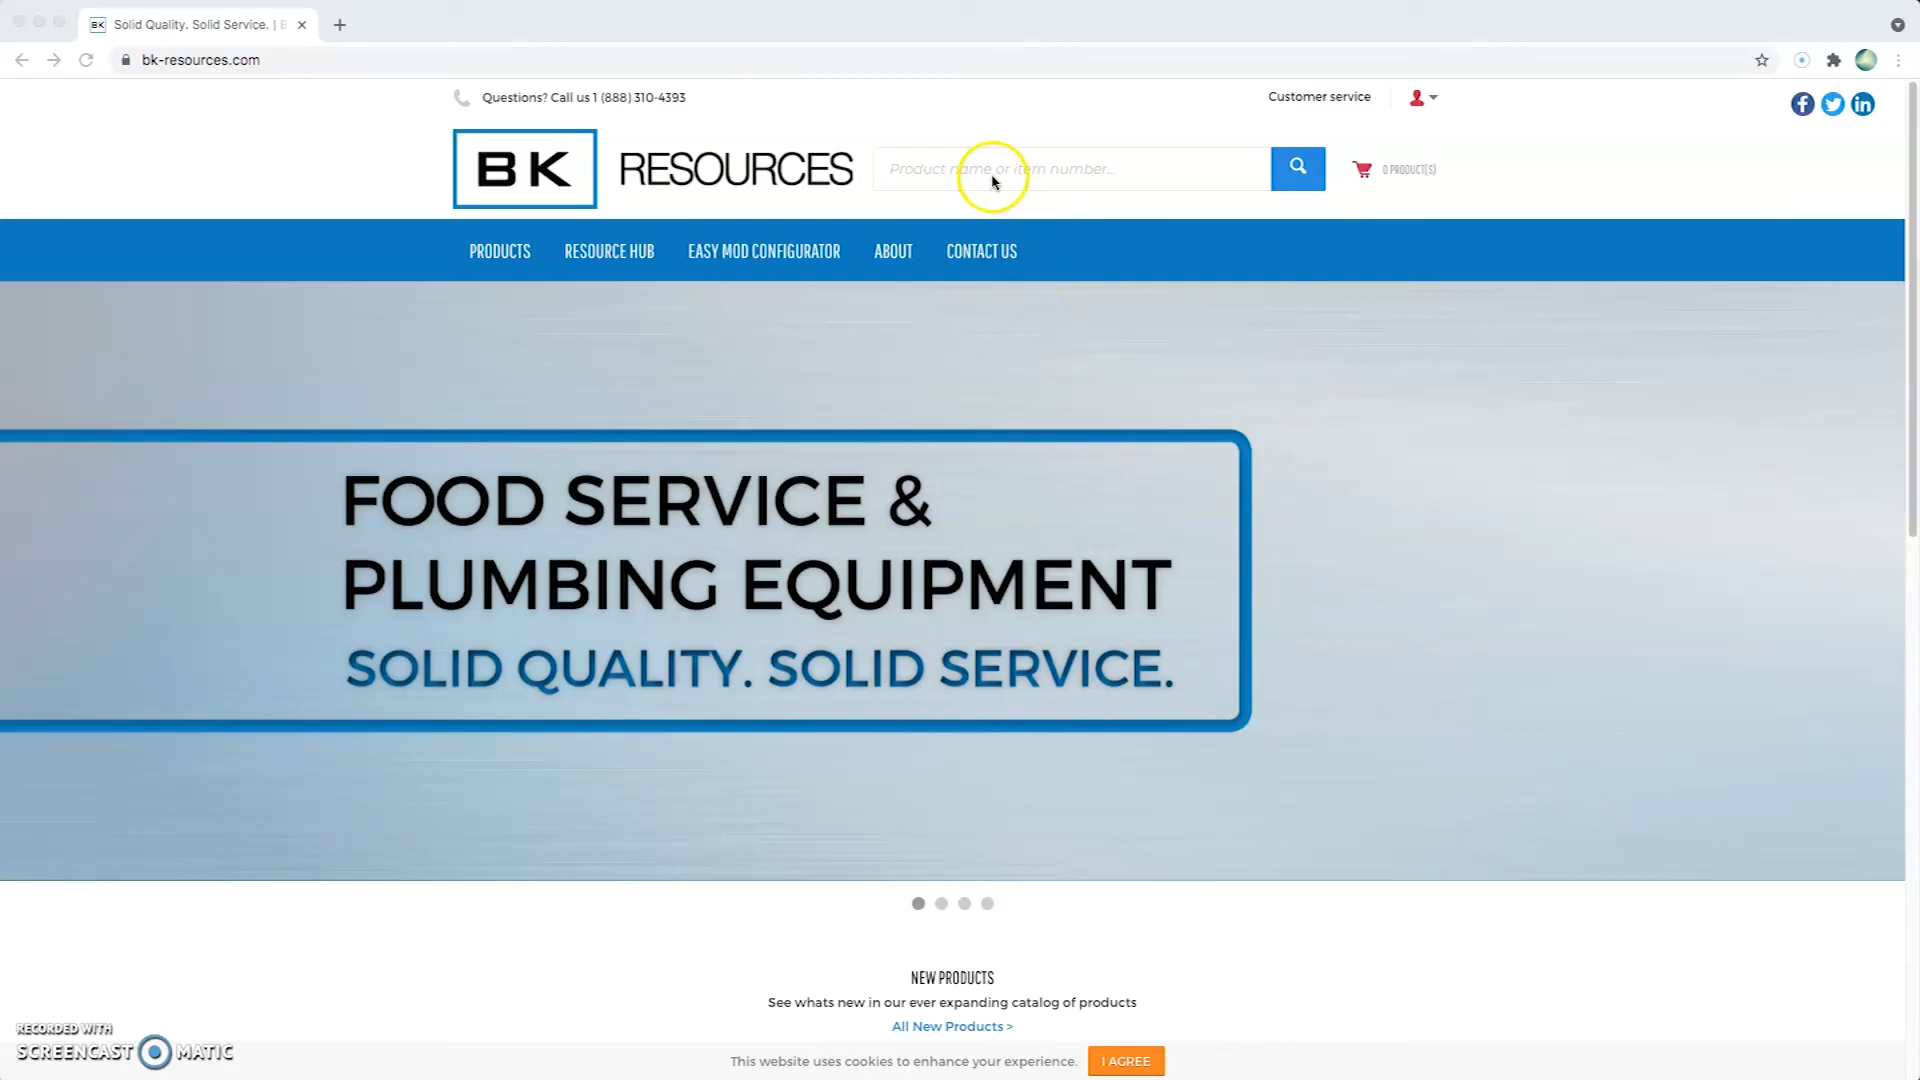 BK Solid Quality. Solid Service. | B
bk-resources.com
Questions? Call us 1 (888) 310-4393
Customer service
BK RESOURCES
Product name or item number...
0 PRODUCT(S)
PRODUCTS RESOURCE HUB EASY MOD CONFIGURATOR ABOUT CONTACT US
FOOD SERVICE &
PLUMBING EQUIPMENT
SOLID QUALITY. SOLID SERVICE.
NEW PRODUCTS
See whats new in our ever expanding catalog of products
All New Products >
RECORDED WITH
SCREENCAST MATIC
This website uses cookies to enhance your experience. I AGREE